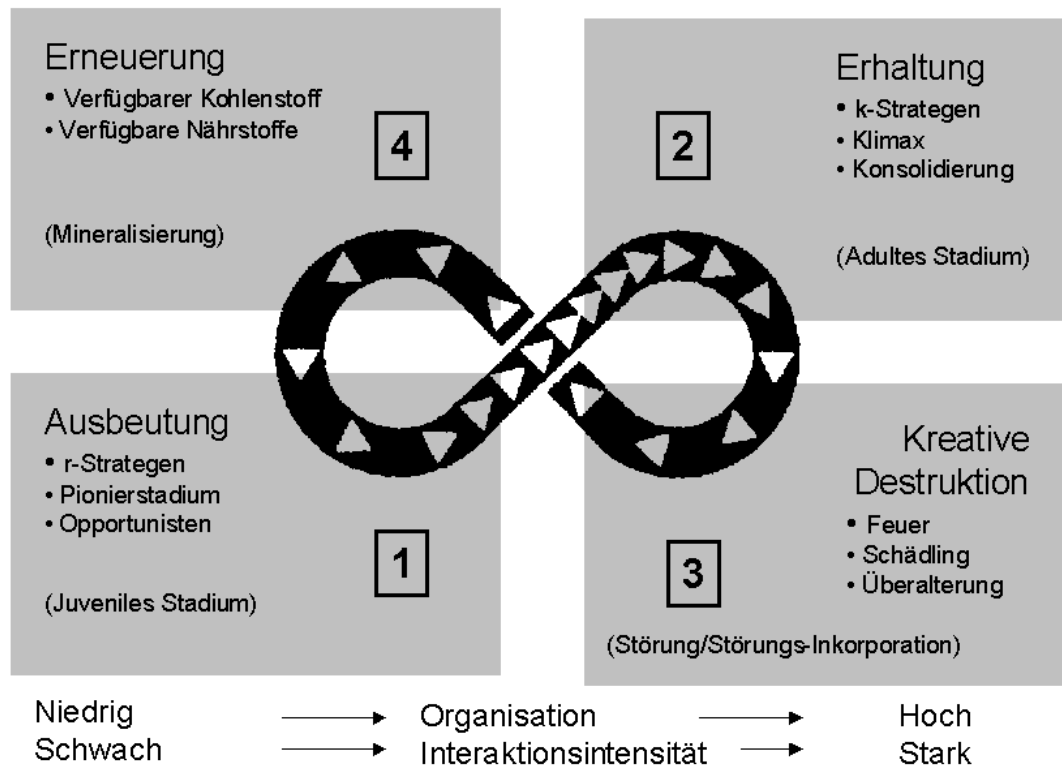 Erneuerung
• Verfügbarer Kohlenstoff
• Verfügbare Nährstoffe
4
(Mineralisierung)
Erhaltung
• k-Strategen
• Klimax
• Konsolidierung
2
(Adultes Stadium)
Ausbeutung
• r-Strategen
• Pionierstadium
• Opportunisten
1
(Juveniles Stadium)
Kreative
Destruktion
• Feuer
• Schädling
• Überalterung
3
(Störung/Störungs-Inkorporation)
Niedrig Organisation Hoch
Schwach Interaktionsintensität Stark